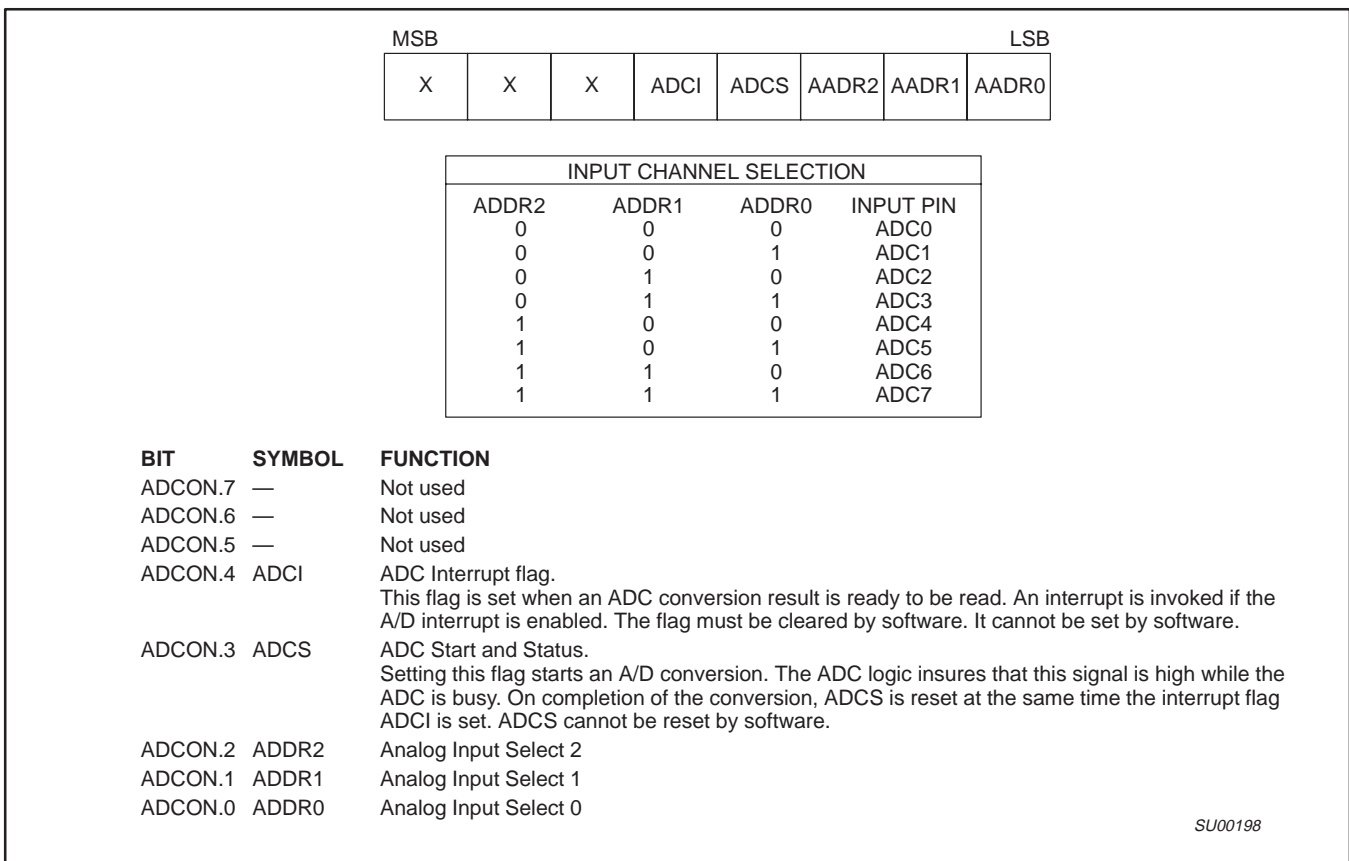 MSB LSB
X X X ADCI ADCS AADR2 AADR1 AADR0
INPUT CHANNEL SELECTION
ADDR2 ADDR1 ADDR0 INPUT PIN
0 0 0 ADC0
0 0 1 ADC1
0 1 0 ADC2
0 1 1 ADC3
1 0 0 ADC4
1 0 1 ADC5
1 1 0 ADC6
1 1 1 ADC7
BIT SYMBOL FUNCTION
ADCON.7 — Not used
ADCON.6 — Not used
ADCON.5 — Not used
ADCON.4 ADCI ADC Interrupt flag.
This flag is set when an ADC conversion result is ready to be read. An interrupt is invoked if the
A/D interrupt is enabled. The flag must be cleared by software. It cannot be set by software.
ADCON.3 ADCS ADC Start and Status.
Setting this flag starts an A/D conversion. The ADC logic insures that this signal is high while the
ADC is busy. On completion of the conversion, ADCS is reset at the same time the interrupt flag
ADCI is set. ADCS cannot be reset by software.
ADCON.2 ADDR2 Analog Input Select 2
ADCON.1 ADDR1 Analog Input Select 1
ADCON.0 ADDR0 Analog Input Select 0
SU00198